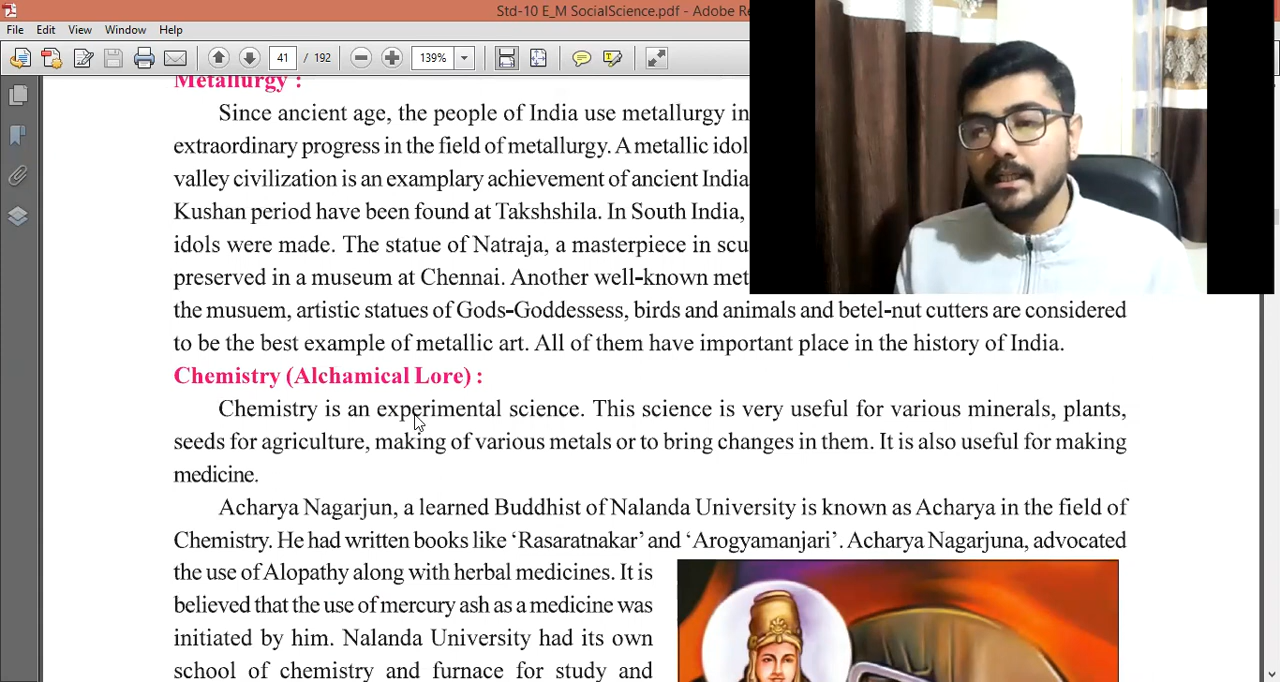 Std-10 E_M SocialScience.pdf - Adobe Re
File Edit View Window Help
41 / 192 139%
Metallurgy :
Since ancient age, the people of India use metallurgy in
extraordinary progress in the field of metallurgy. A metallic idol
valley civilization is an examplary achievement of ancient India
Kushan period have been found at Takshshila. In South India,
idols were made. The statue of Natraja, a masterpiece in scu
preserved in a museum at Chennai. Another well-known met
the musuem, artistic statues of Gods-Goddessess, birds and animals and betel-nut cutters are considered
to be the best example of metallic art. All of them have important place in the history of India.
Chemistry (Alchamical Lore) :
Chemistry is an experimental science. This science is very useful for various minerals, plants,
seeds for agriculture, making of various metals or to bring changes in them. It is also useful for making
medicine.
Acharya Nagarjun, a learned Buddhist of Nalanda University is known as Acharya in the field of
Chemistry. He had written books like ‘Rasaratnakar’ and ‘Arogyamanjari’. Acharya Nagarjuna, advocated
the use of Alopathy along with herbal medicines. It is
believed that the use of mercury ash as a medicine was
initiated by him. Nalanda University had its own
school of chemistry and furnace for study and